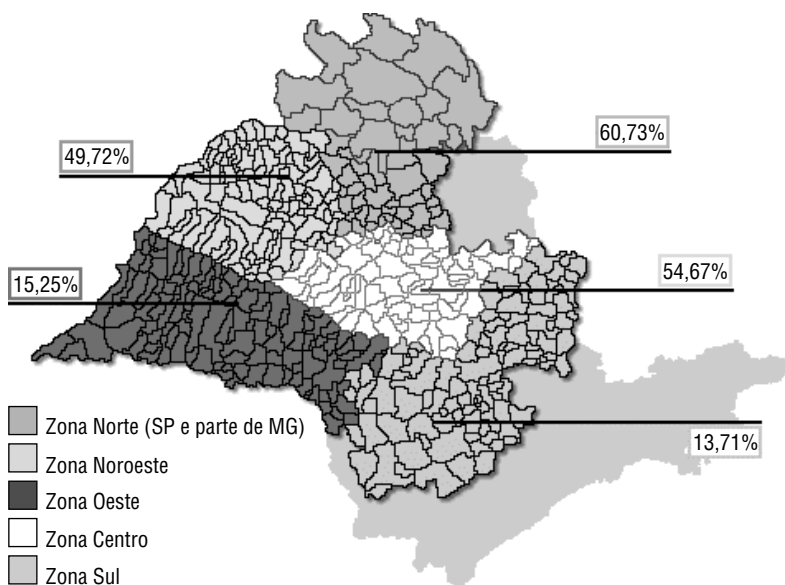 60,73%
49,72%
54,67%
15,25%
13,71%
Zona Norte (SP e parte de MG)
Zona Noroeste
Zona Oeste
Zona Centro
Zona Sul